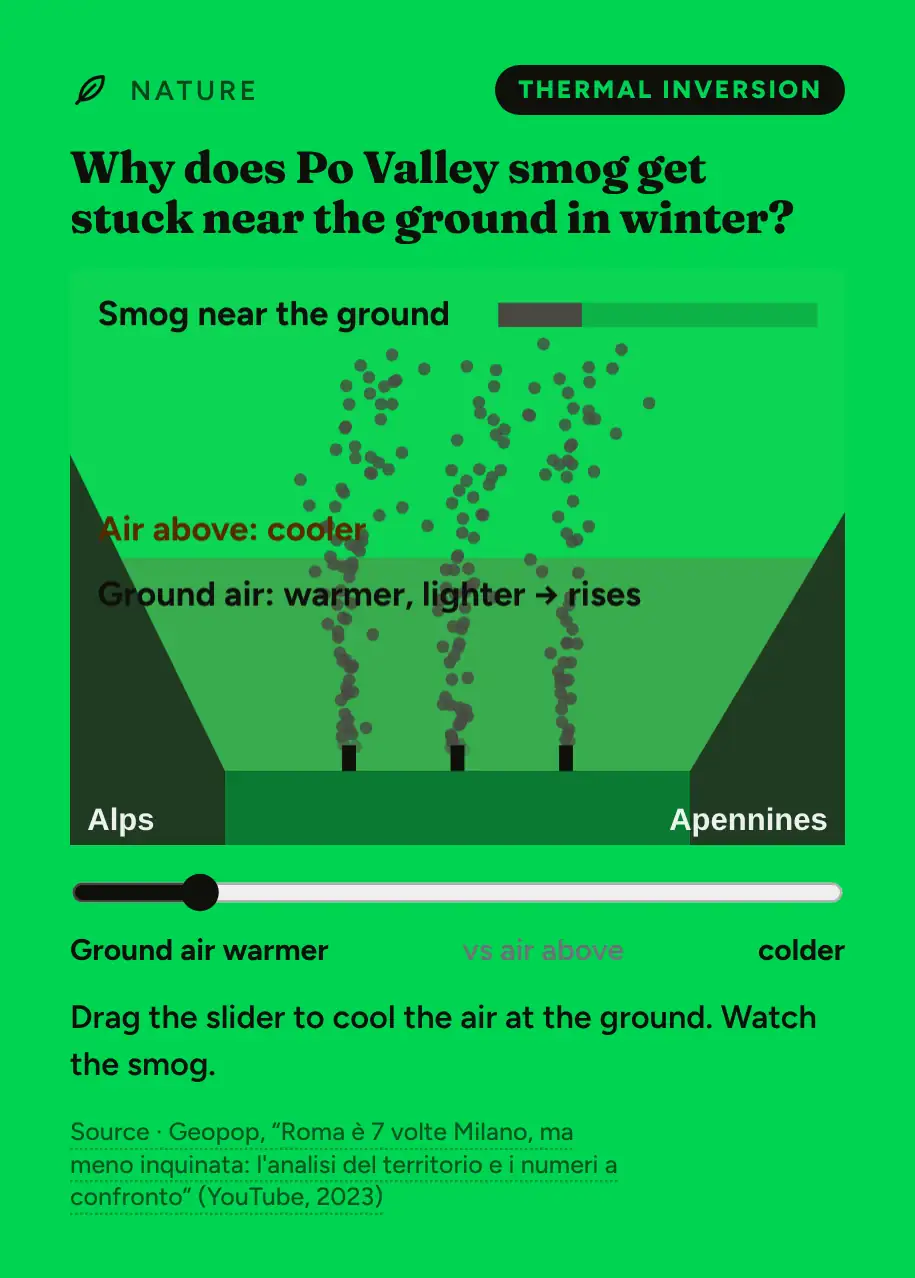 NATURE
THERMAL INVERSION
Why does Po Valley smog get
stuck near the ground in winter?
Smog near the ground
Air above: cooler
Ground air: warmer, lighter → rises
Alps
Apennines
Ground air warmer
vs air above
colder
Drag the slider to cool the air at the ground. Watch
the smog.
Source · Geopop, “Roma è 7 volte Milano, ma
meno inquinata: l'analisi del territorio e i numeri a
confronto” (YouTube, 2023)